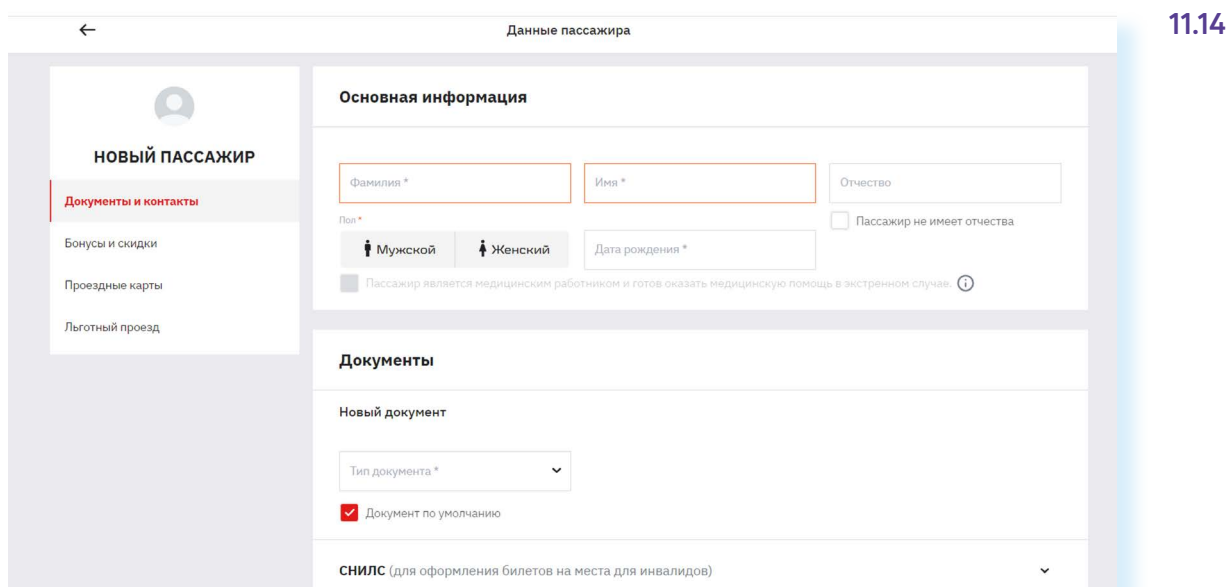 11.14
Данные пассажира
НОВЫЙ ПАССАЖИР
Документы и контакты
Бонусы и скидки
Проездные карты
Льготный проезд
Основная информация
Фамилия *
Имя *
Отчество
Пассажир не имеет отчества
Пол *
Мужской
Женский
Дата рождения *
Пассажир является медицинским работником и готов оказать медицинскую помощь в экстренном случае.
Документы
Новый документ
Тип документа *
Документ по умолчанию
СНИЛС (для оформления билетов на места для инвалидов)